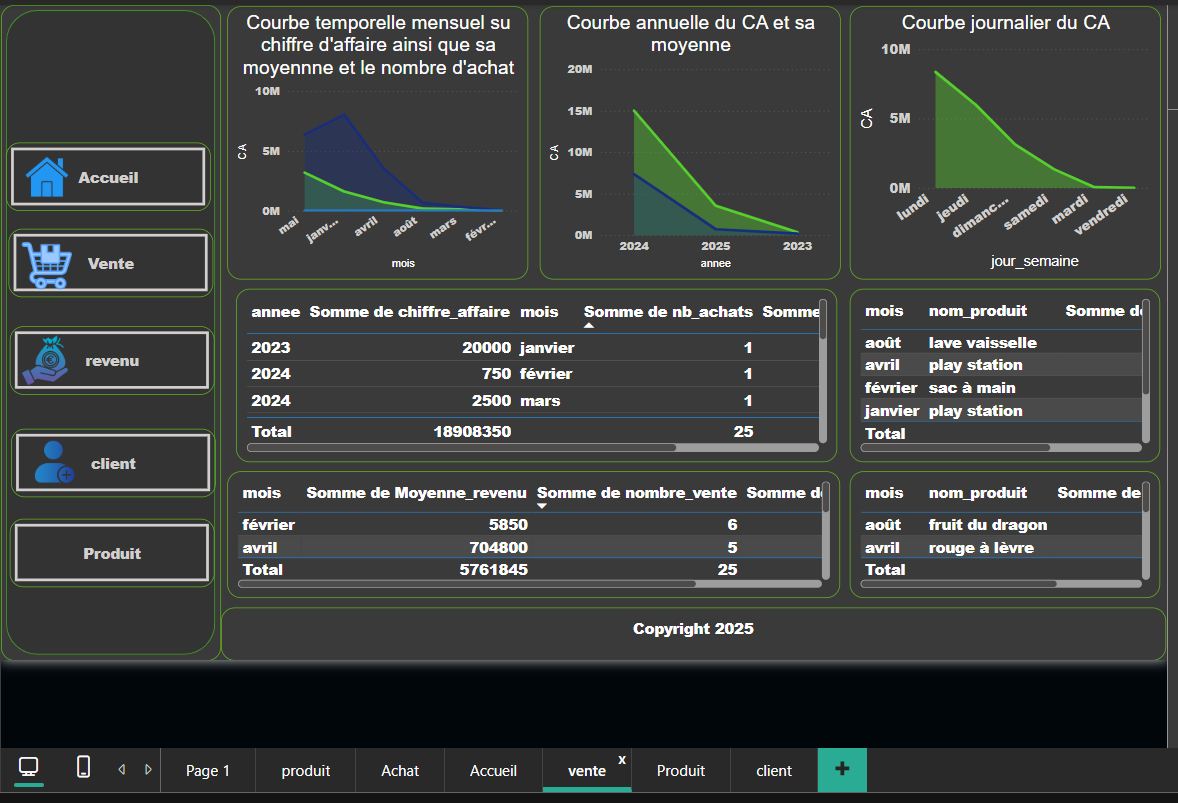 Accueil
Vente
revenu
client
Produit
Courbe temporelle mensuel su
chiffre d'affaire ainsi que sa
moyennne et le nombre d'achat
10M
5M
0M
CA
mai
janv...
avril
août
mars
févr...
mois
Courbe annuelle du CA et sa
moyenne
20M
15M
10M
5M
0M
CA
2024
2025
2023
annee
Courbe journalier du CA
10M
5M
0M
CA
lundi
jeudi
dimanc...
samedi
mardi
vendredi
jour_semaine
annee Somme de chiffre_affaire mois Somme de nb_achats Somme
2023 20000 janvier 1
2024 750 février 1
2024 2500 mars 1
Total 18908350 25
mois nom_produit Somme de
août lave vaisselle
avril play station
février sac à main
janvier play station
Total
mois Somme de Moyenne_revenu Somme de nombre_vente Somme de
février 5850 6
avril 704800 5
Total 5761845 25
mois nom_produit Somme de
août fruit du dragon
avril rouge à lèvre
Total
Copyright 2025
Page 1 produit Achat Accueil vente x Produit client +